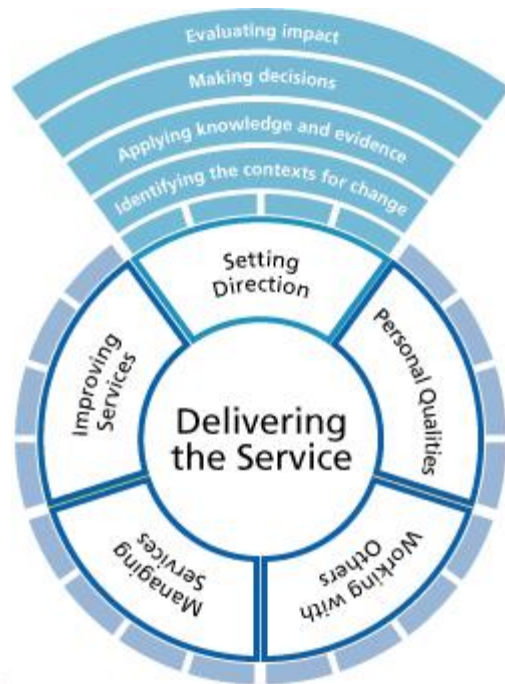 Evaluating impact
Making decisions
Applying knowledge and evidence
Identifying the contexts for change
Setting
Direction
Personal Qualities
Working with
Others
Managing
Services
Improving
Services
Delivering
the Service